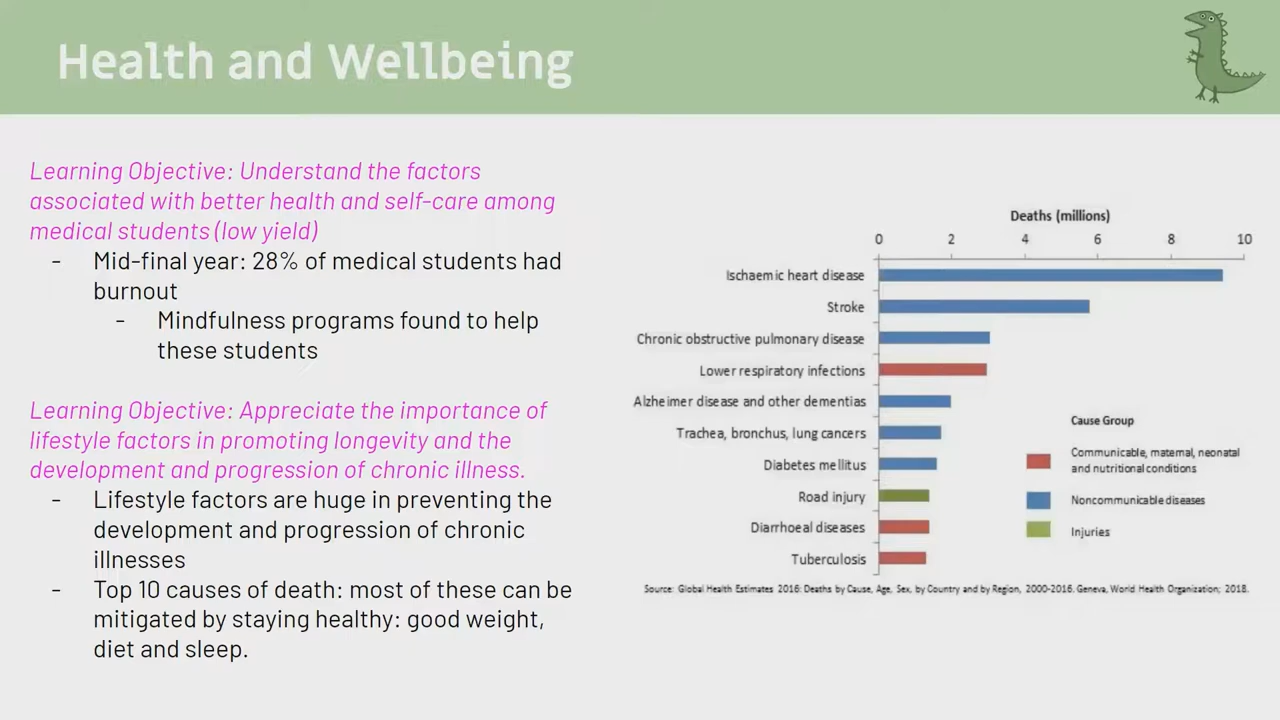 Health and Wellbeing
Learning Objective: Understand the factors
associated with better health and self-care among
medical students (low yield)
- Mid-final year: 28% of medical students had
burnout
- Mindfulness programs found to help
these students
Learning Objective: Appreciate the importance of
lifestyle factors in promoting longevity and the
development and progression of chronic illness.
- Lifestyle factors are huge in preventing the
development and progression of chronic
illnesses
- Top 10 causes of death: most of these can be
mitigated by staying healthy: good weight,
diet and sleep.
Deaths (millions)
0 2 4 6 8 10
Ischaemic heart disease
Stroke
Chronic obstructive pulmonary disease
Lower respiratory infections
Alzheimer disease and other dementias
Trachea, bronchus, lung cancers
Diabetes mellitus
Road injury
Diarrhoeal diseases
Tuberculosis
Cause Group
Communicable, maternal, neonatal
and nutritional conditions
Noncommunicable diseases
Injuries
Source: Global Health Estimates 2016: Deaths by Cause, Age, Sex, by Country and by Region, 2000-2016. Geneva, World Health Organization; 2018.